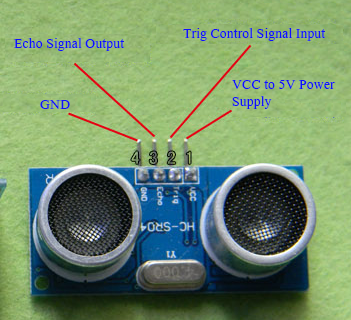 Trig Control Signal Input
Echo Signal Output
VCC to 5V Power
Supply
GND
4 3 2 1
GND Echo Trig VCC
HC-SR04
Y1